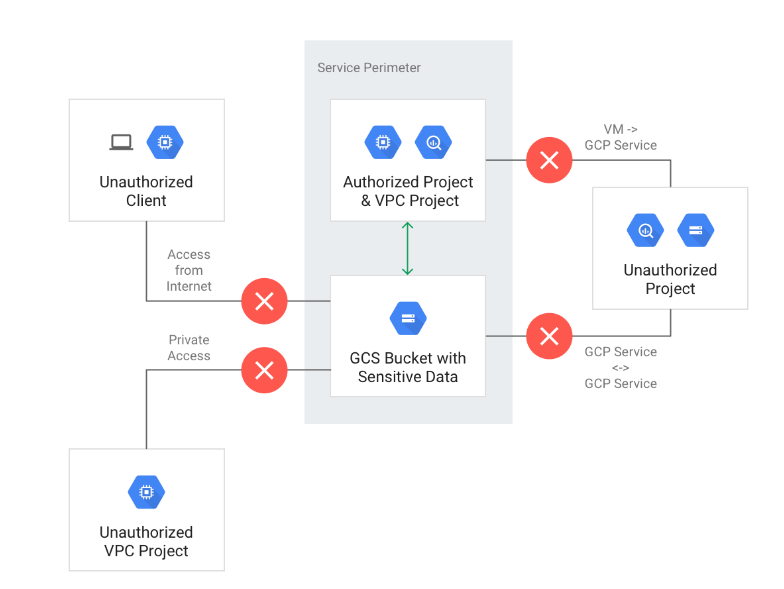 Service Perimeter
Unauthorized
Client
Authorized Project
& VPC Project
VM ->
GCP Service
Unauthorized
Project
Access
from
Internet
Private
Access
GCS Bucket with
Sensitive Data
GCP Service
<->
GCP Service
Unauthorized
VPC Project